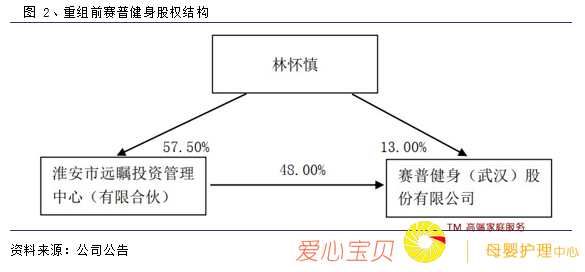 图 2、重组前赛普健身股权结构
林怀慎
57.50%
13.00%
淮安市远瞩投资管理
中心（有限合伙）
48.00%
赛普健身（武汉）股
份有限公司
资料来源：公司公告
爱心宝贝
TM 高端家庭服务
母婴护理中心